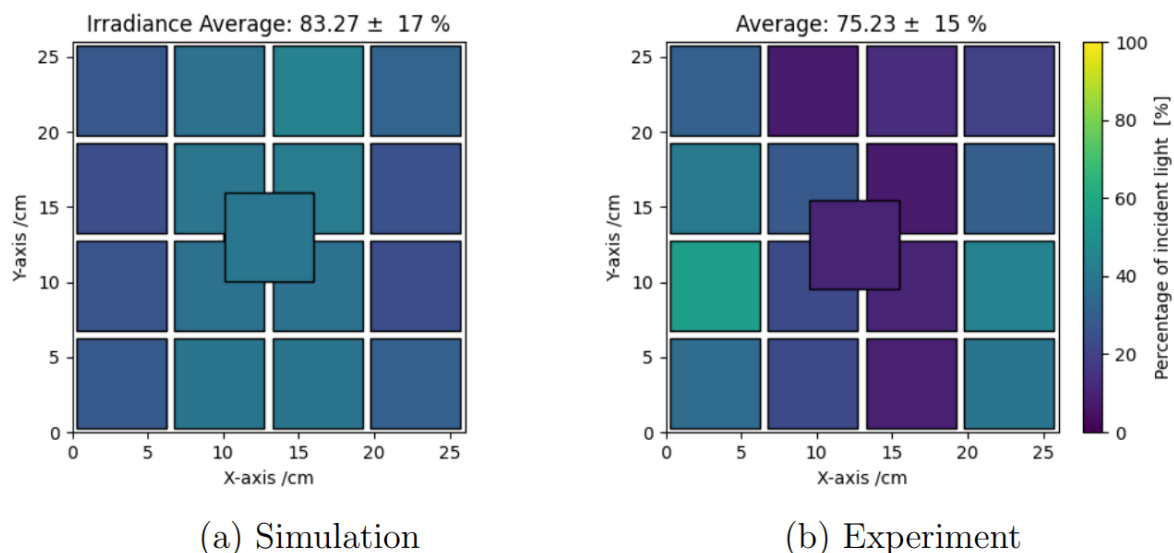 Irradiance Average: 83.27 ± 17 %
25
20
15
10
5
0
Y-axis /cm
0 5 10 15 20 25
X-axis /cm
(a) Simulation
Average: 75.23 ± 15 %
25
20
15
10
5
0
Y-axis /cm
0 5 10 15 20 25
X-axis /cm
100
80
60
40
20
0
Percentage of incident light [%]
(b) Experiment